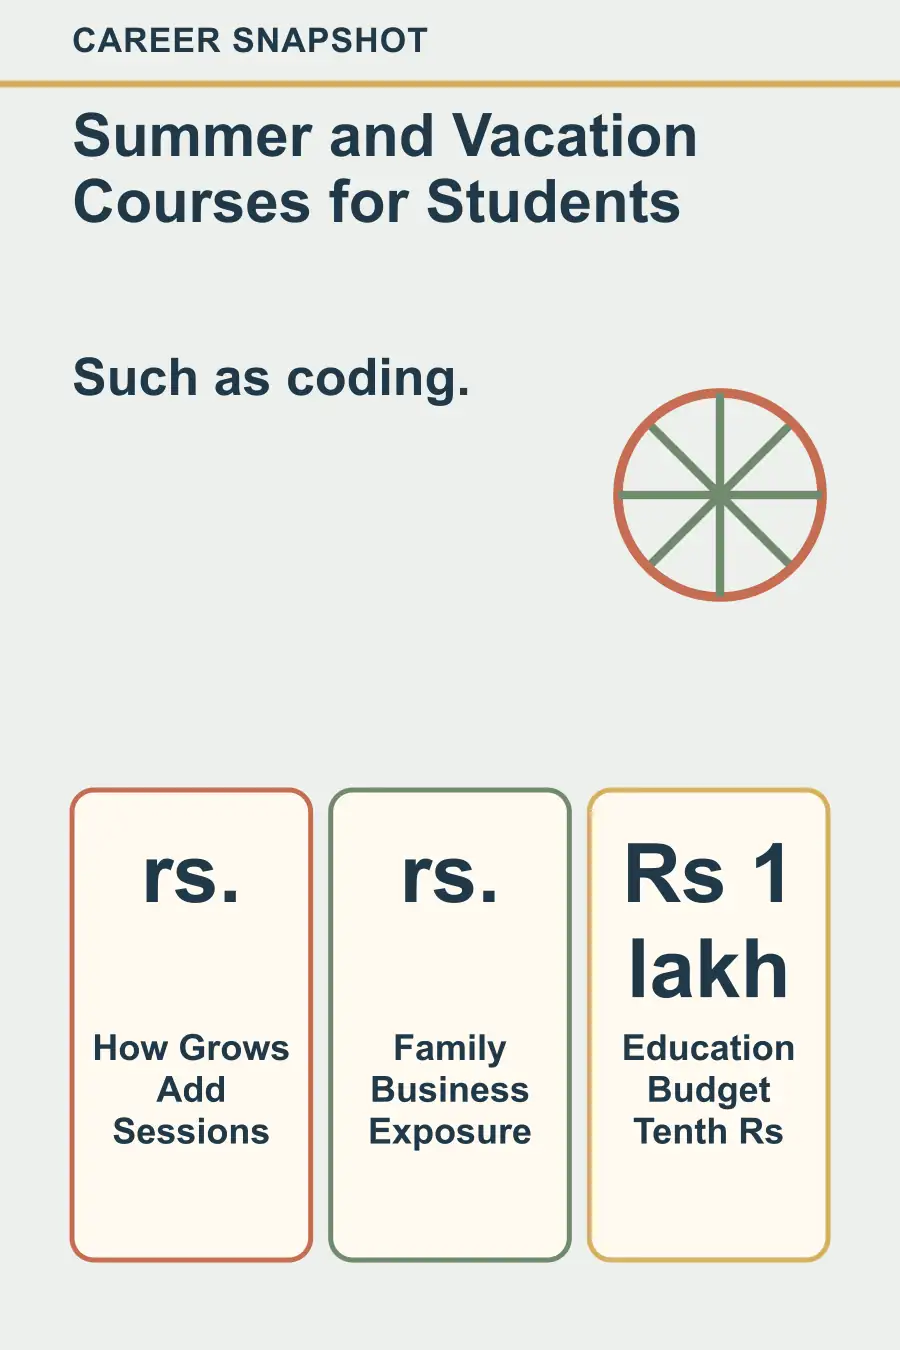 CAREER SNAPSHOT
Summer and Vacation
Courses for Students
Such as coding.
rs.
How Grows
Add
Sessions
rs.
Family
Business
Exposure
Rs 1
lakh
Education
Budget
Tenth Rs